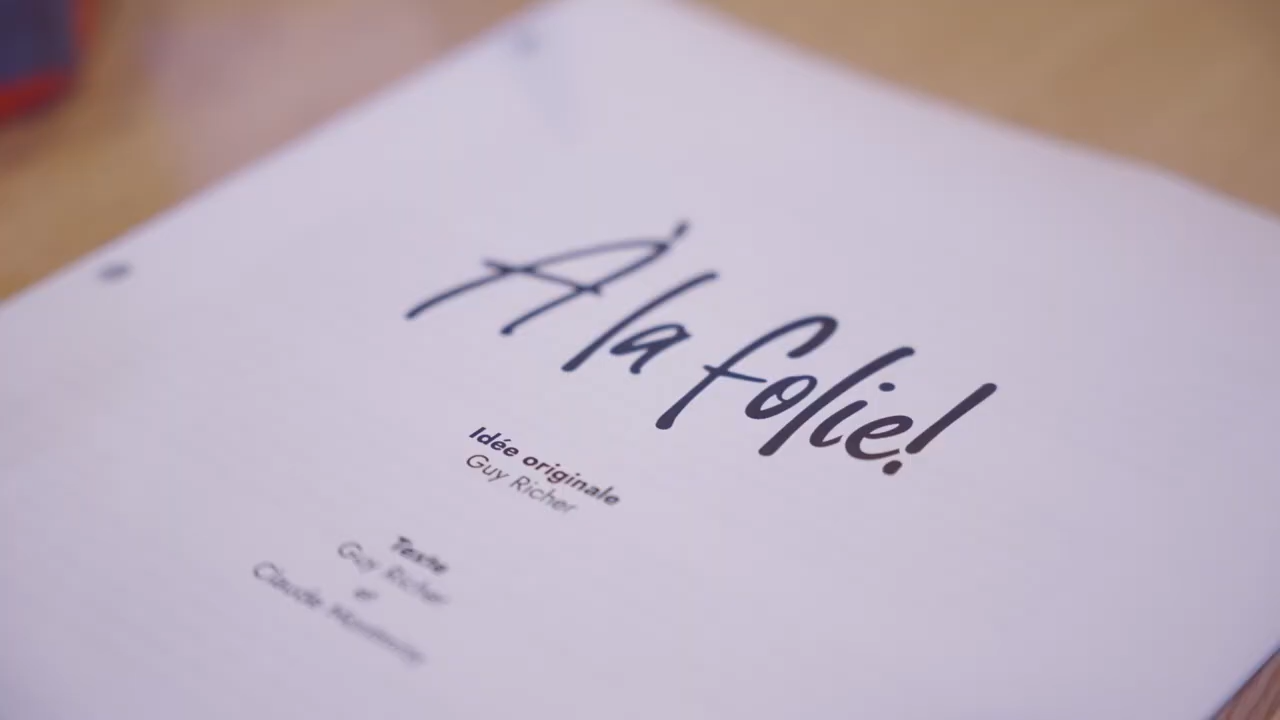 À la folie!
Idée originale
Guy Richer
Texte
Guy Richer
et
Claude